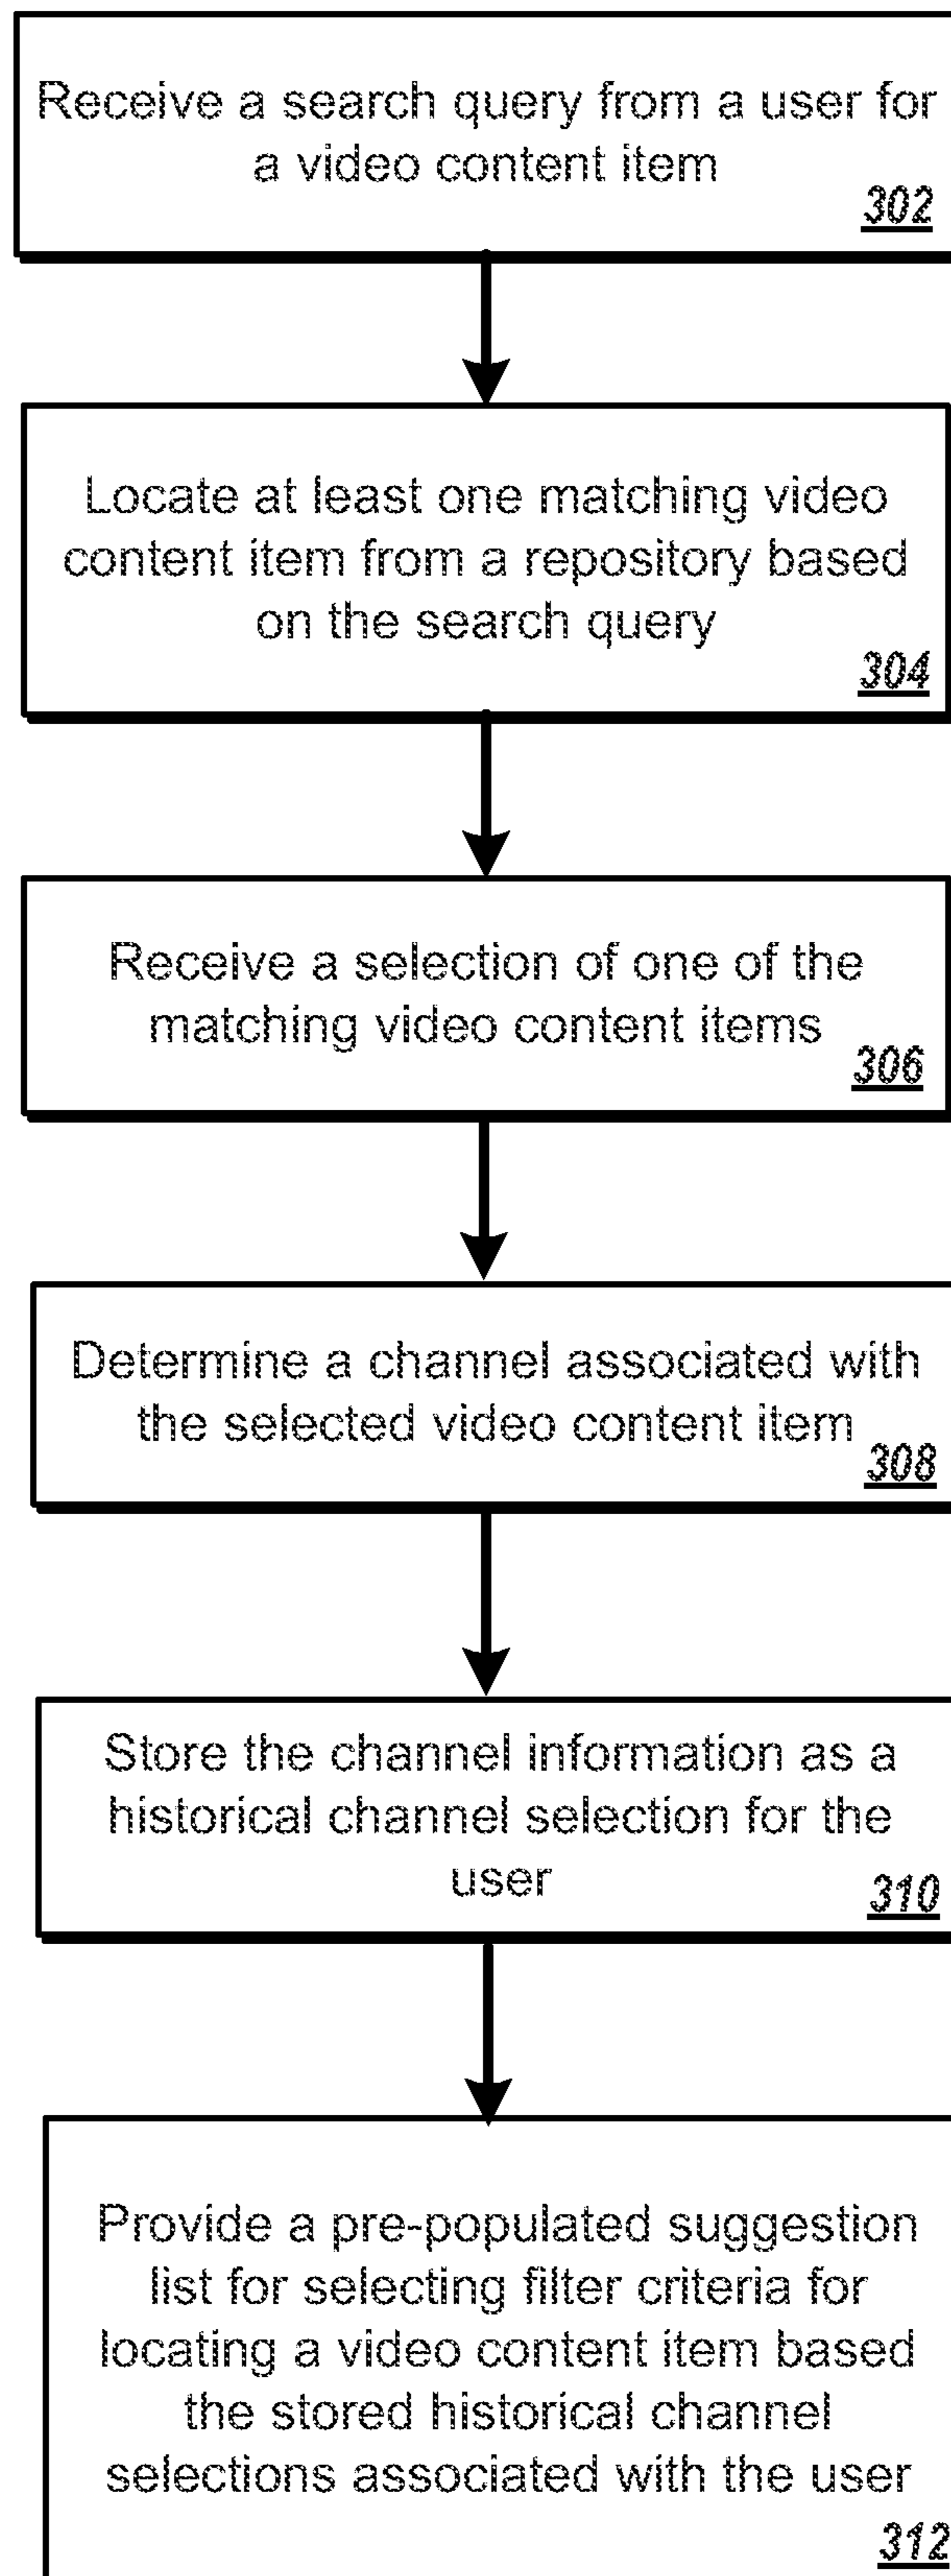 Receive a search query from a user for
a video content item
302
Locate at least one matching video
content item from a repository based
on the search query
304
Receive a selection of one of the
matching video content items
306
Determine a channel associated with
the selected video content item
308
Store the channel information as a
historical channel selection for the
user
310
Provide a pre-populated suggestion
list for selecting filter criteria for
locating a video content item based
the stored historical channel
selections associated with the user
312